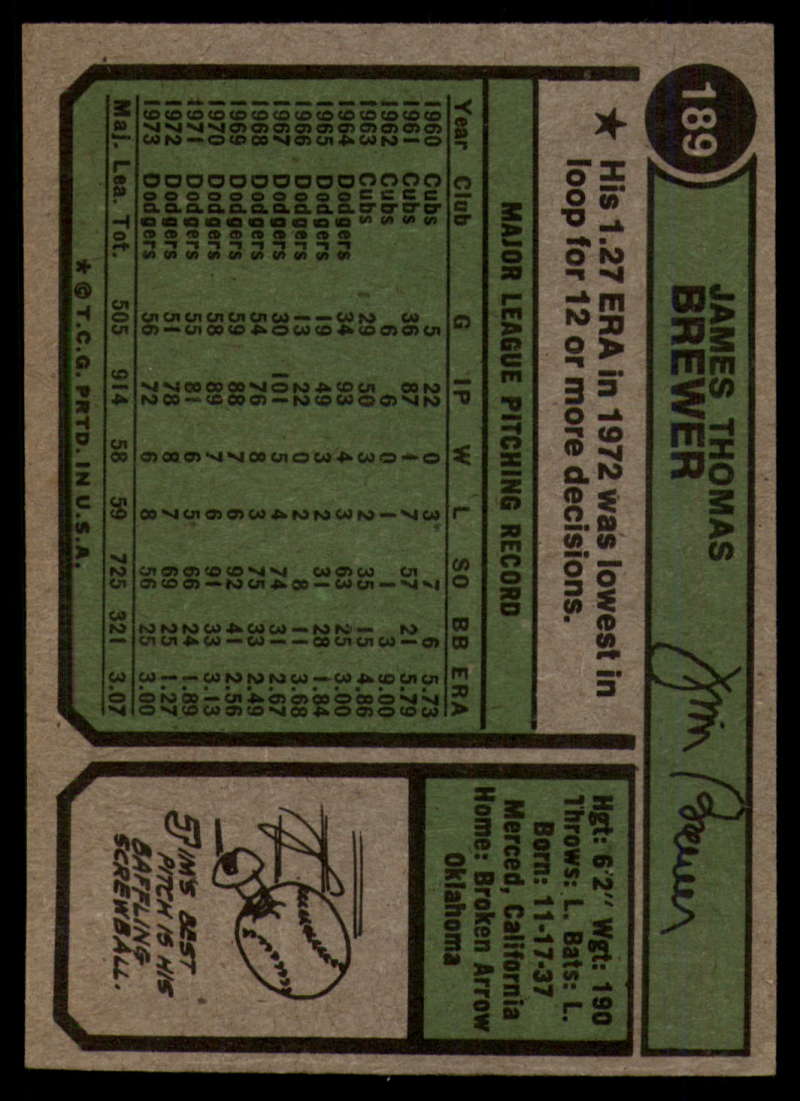 189
JAMES THOMAS
BREWER
Jim Brewer
★ His 1.27 ERA in 1972 was lowest in
loop for 12 or more decisions.
MAJOR LEAGUE PITCHING RECORD
Year Club G IP W L SO BB ERA
1960 Cubs 5 22 0 3 7 6 5.73
1961 Cubs 36 87 1 7 57 21 5.79
1962 Cubs 6 6 0 1 1 3 9.00
1963 Cubs 29 50 3 2 35 15 4.86
1964 Dodgers 34 93 4 3 63 25 3.00
1965 Dodgers 19 49 3 2 31 28 1.84
1966 Dodgers 13 22 0 2 8 11 3.68
1967 Dodgers 30 101 5 4 74 31 2.67
1968 Dodgers 54 76 8 3 75 33 2.49
1969 Dodgers 59 88 7 6 92 41 2.56
1970 Dodgers 58 89 7 6 91 33 3.13
1971 Dodgers 55 81 6 5 66 24 1.89
1972 Dodgers 51 78 8 7 69 25 1.27
1973 Dodgers 56 72 6 8 56 25 3.00
Maj. Lea. Tot. 505 914 58 59 725 321 3.07
* © T.C.G. PRTD. IN U.S.A.
Hgt: 6'2" Wgt: 190
Throws: L. Bats: L.
Born: 11-17-37
Merced, California
Home: Broken Arrow
Oklahoma
JIM'S BEST
PITCH IS HIS
BAFFLING
SCREWBALL.